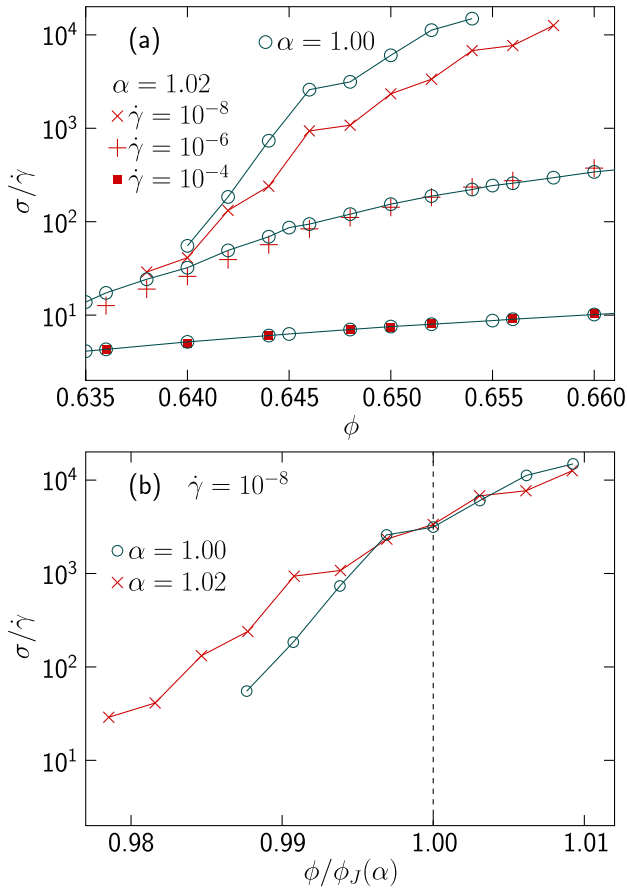 10⁴
(a)
α = 1.00
α = 1.02
γ̇ = 10⁻⁸
10³
γ̇ = 10⁻⁶
γ̇ = 10⁻⁴
σ/γ̇
10²
10¹
0.635 0.640 0.645 0.650 0.655 0.660
ϕ
(b) γ̇ = 10⁻⁸
10⁴
α = 1.00
α = 1.02
10³
σ/γ̇
10²
10¹
0.98 0.99 1.00 1.01
ϕ/ϕ_J(α)